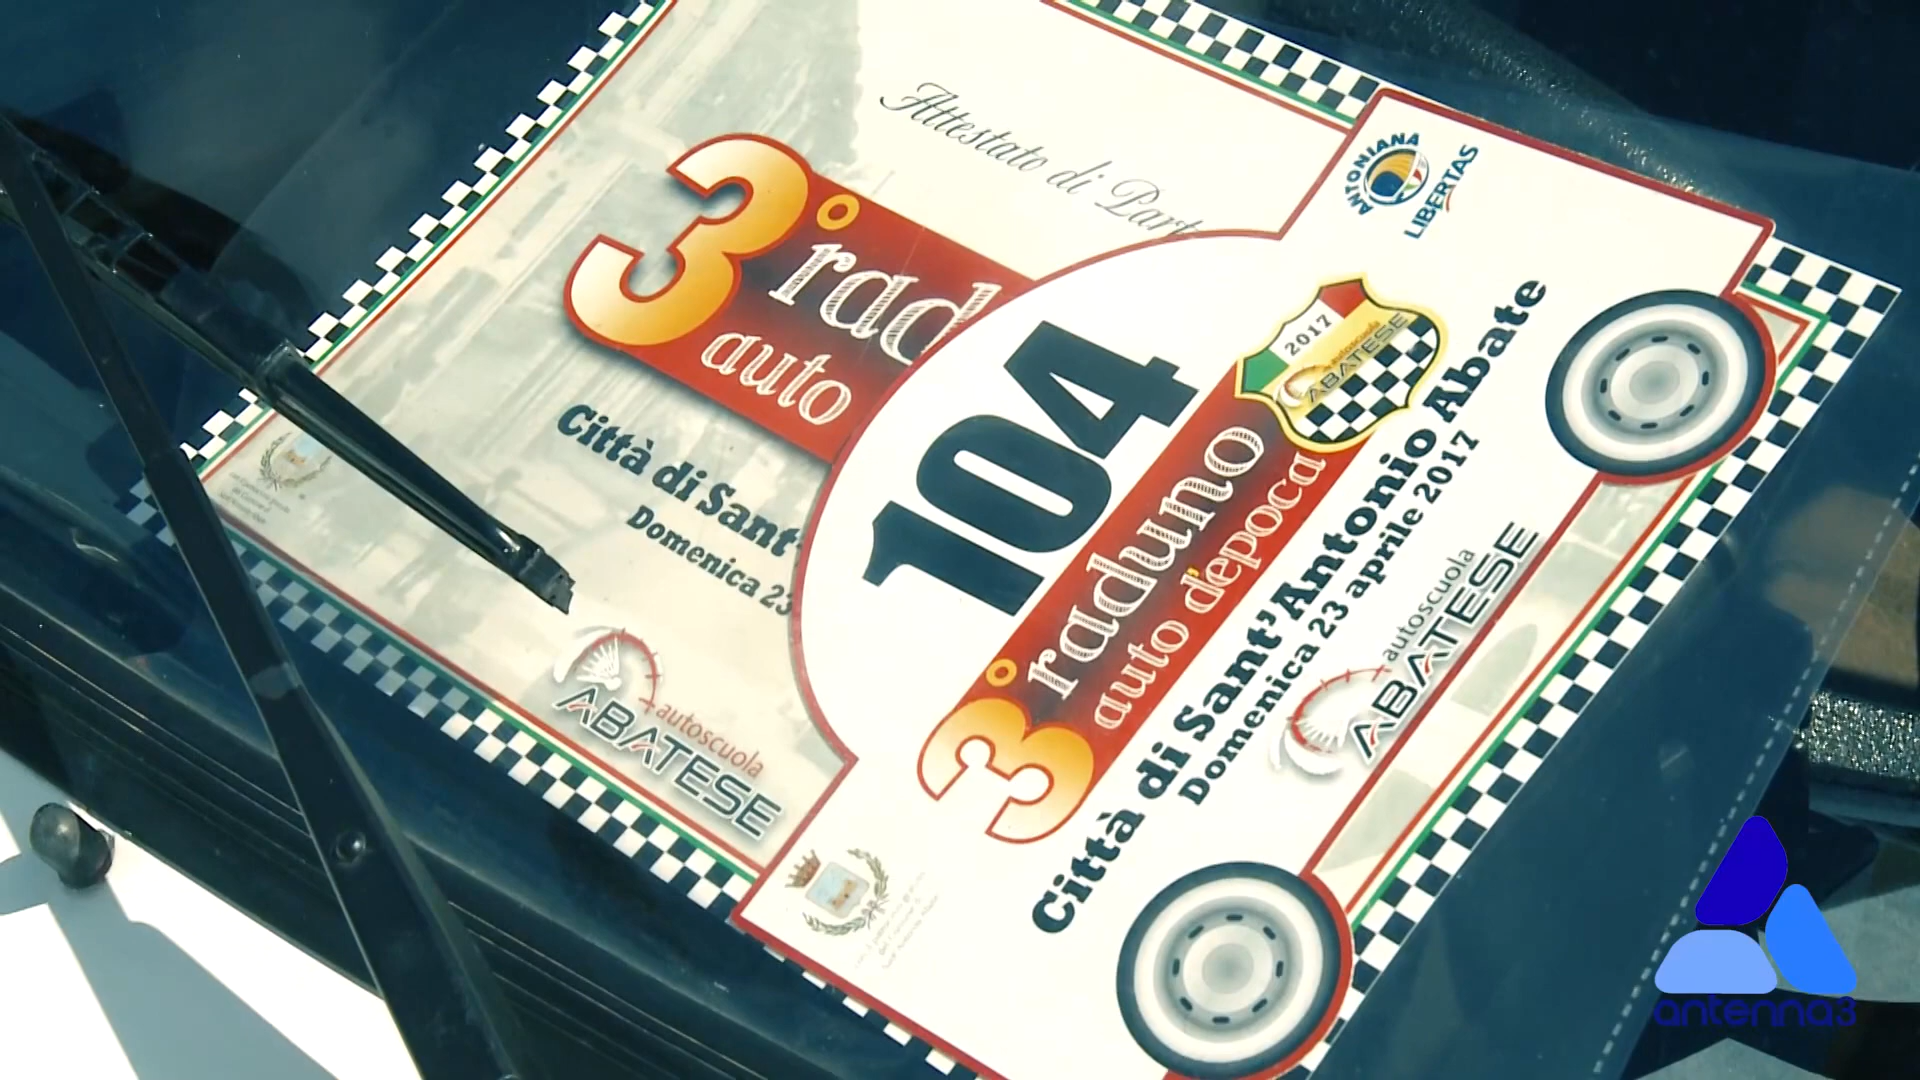 Attestato di Part
3° rad
auto
Città di Sant'
Domenica 23
autoscuola
ABATESE
ANTONIANA
LIBERTAS
104
2017
autoscuola
ABATESE
3° raduno
auto d'epoca
Città di Sant'Antonio Abate
Domenica 23 aprile 2017
autoscuola
ABATESE
antenna3